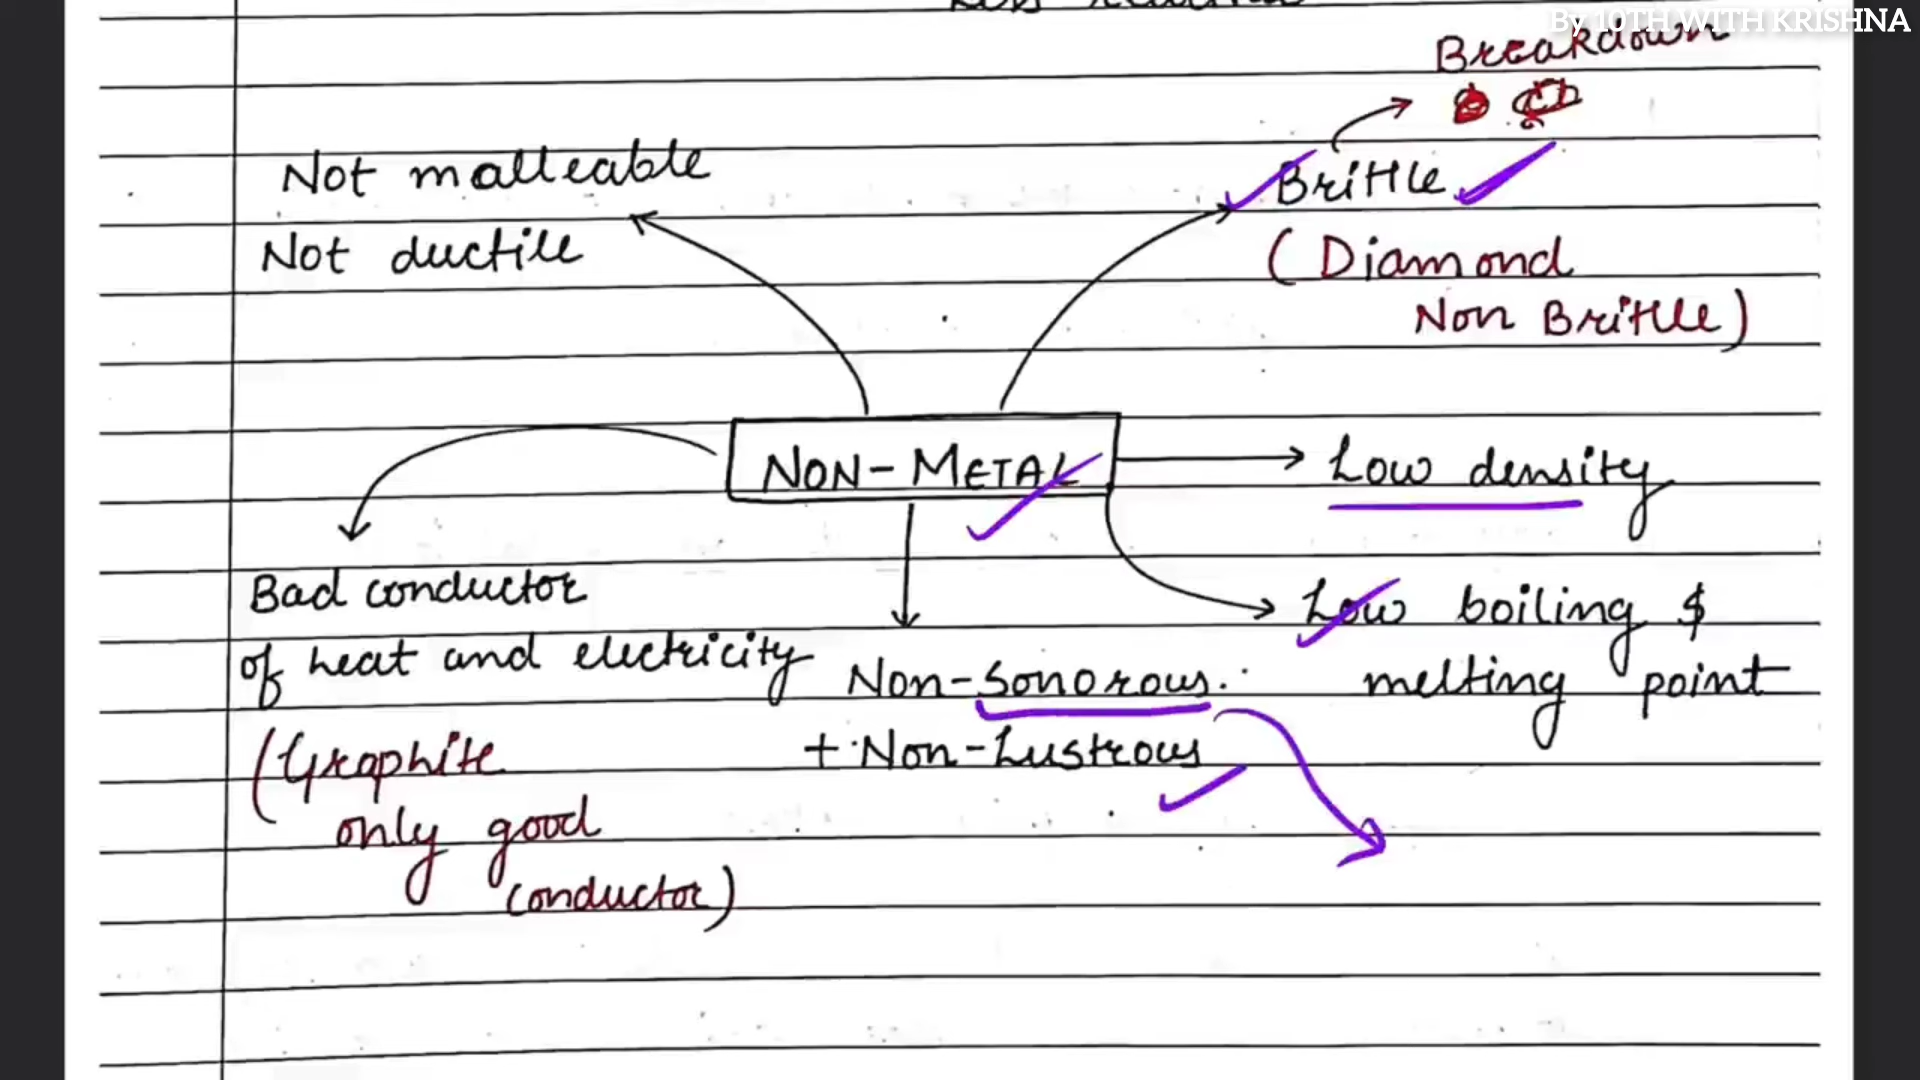 By 10TH WITH KRISHNA
Breakdown
Not malleable
Not ductile
Brittle
(Diamond
Non Brittle)
NON-METAL
Low density
Low boiling $
melting point
Bad conductor
of heat and electricity
(Graphite
only good
conductor)
Non-Sonorous.
+ Non-Lustrous